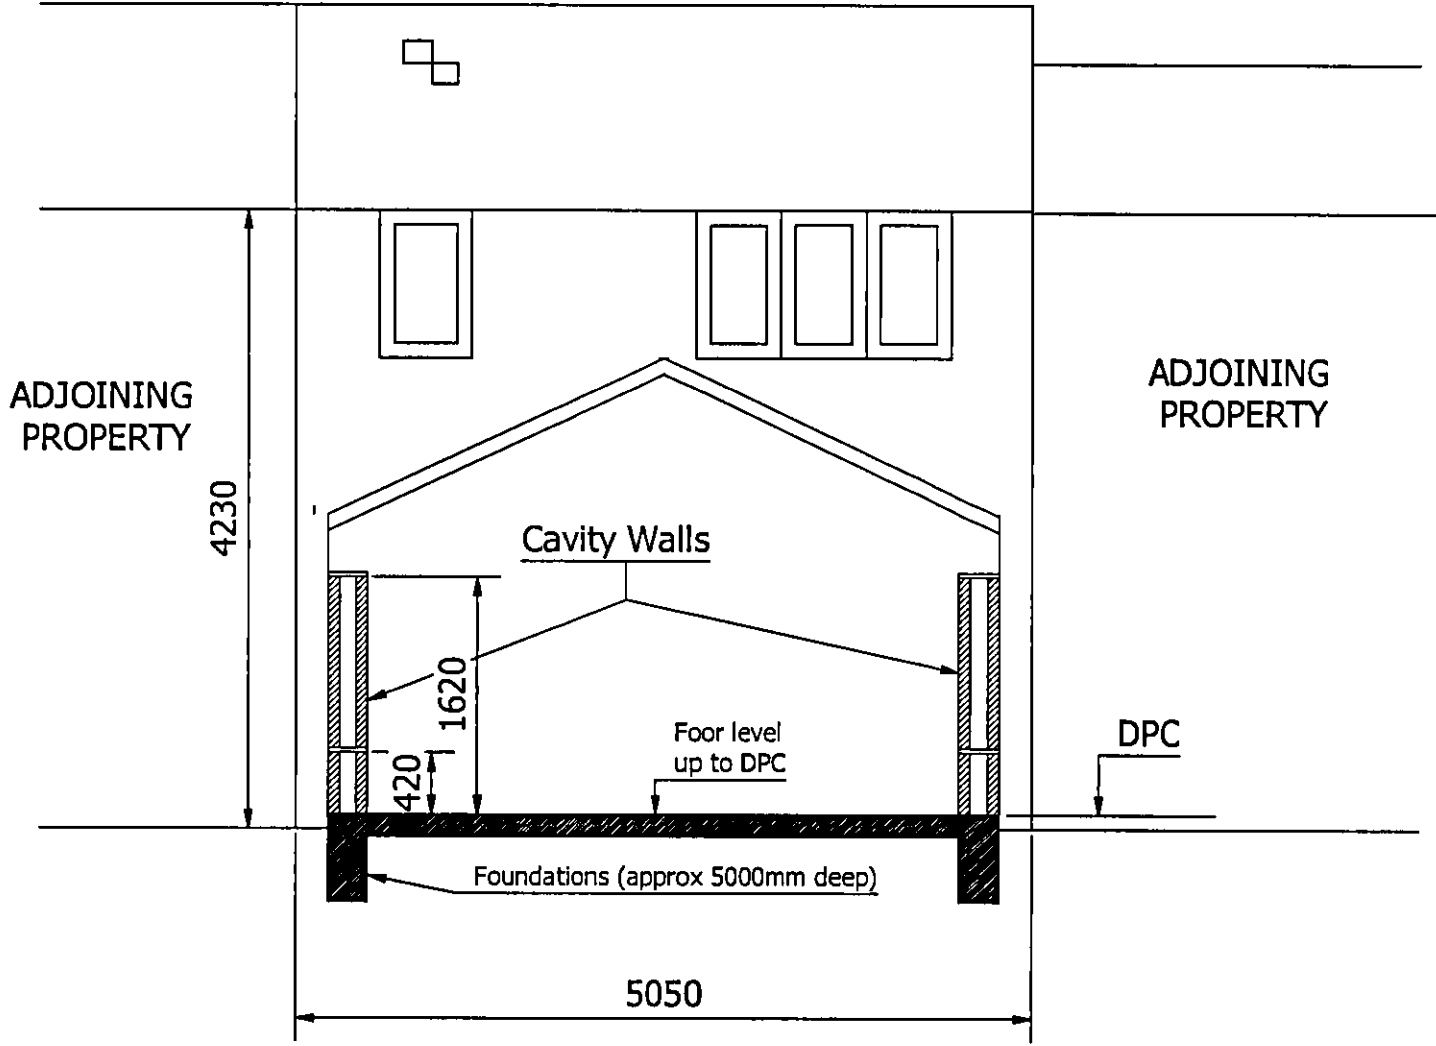 ADJOINING
PROPERTY
ADJOINING
PROPERTY
4230
Cavity Walls
1620
420
Foor level
up to DPC
DPC
Foundations (approx 5000mm deep)
5050